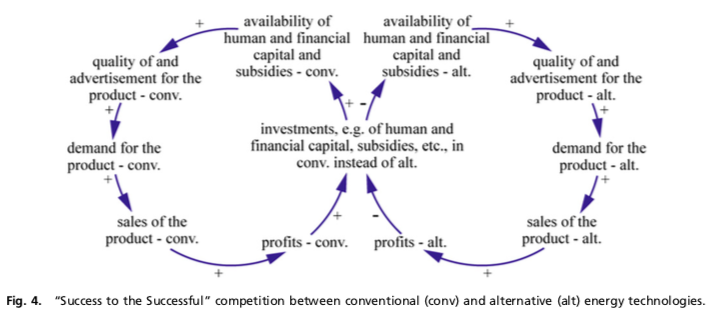 availability of
human and financial
capital and
subsidies - conv.
availability of
human and financial
capital and
subsidies - alt.
+
+
quality of and
advertisement for the
product - conv.
quality of and
advertisement for the
product - alt.
+
+ -
+
investments, e.g. of human and
financial capital, subsidies, etc., in
conv. instead of alt.
demand for the
product - conv.
demand for the
product - alt.
+
+
sales of the
product - conv.
sales of the
product - alt.
+
-
profits - conv.
profits - alt.
+
+
Fig. 4. "Success to the Successful" competition between conventional (conv) and alternative (alt) energy technologies.